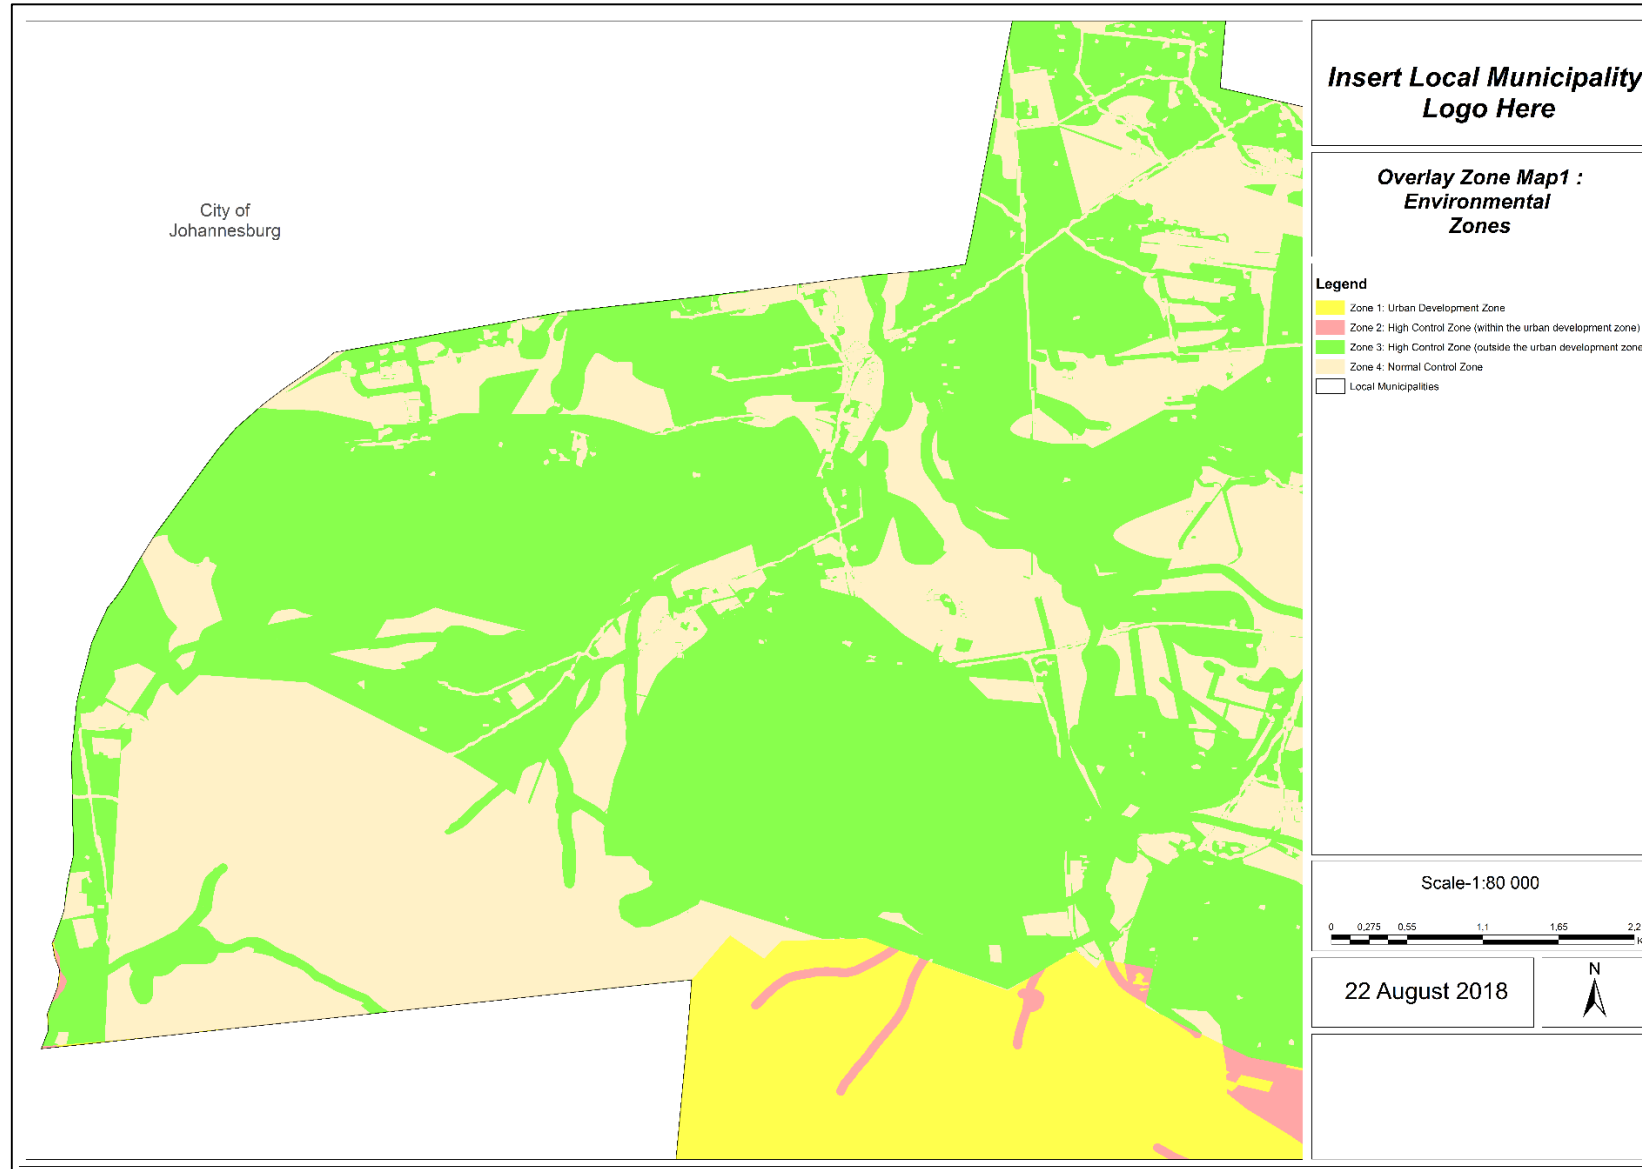 Insert Local Municipality
Logo Here
Overlay Zone Map1 :
Environmental
Zones
City of
Johannesburg
Legend
Zone 1: Urban Development Zone
Zone 2: High Control Zone (within the urban development zone)
Zone 3: High Control Zone (outside the urban development zone
Zone 4: Normal Control Zone
Local Municipalities
Scale-1:80 000
0 0,275 0,55 1,1 1,65 2,2
K
22 August 2018
N